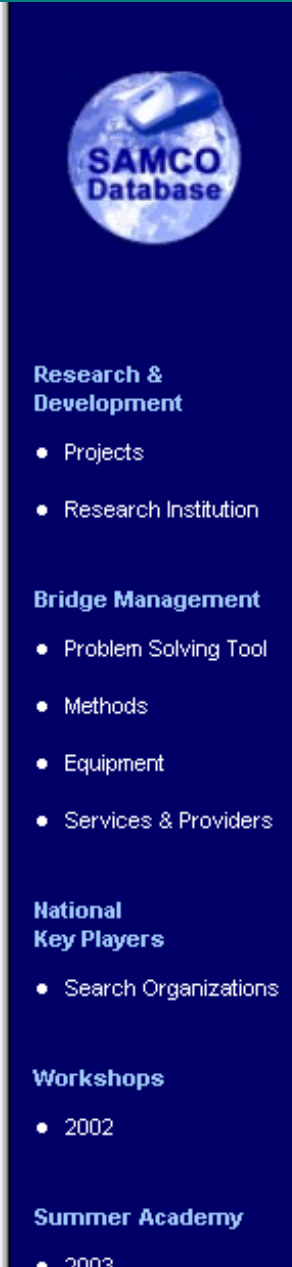 SAMCO
Database
Research &
Development
• Projects
• Research Institution
Bridge Management
• Problem Solving Tool
• Methods
• Equipment
• Services & Providers
National
Key Players
• Search Organizations
Workshops
• 2002
Summer Academy
• 2003